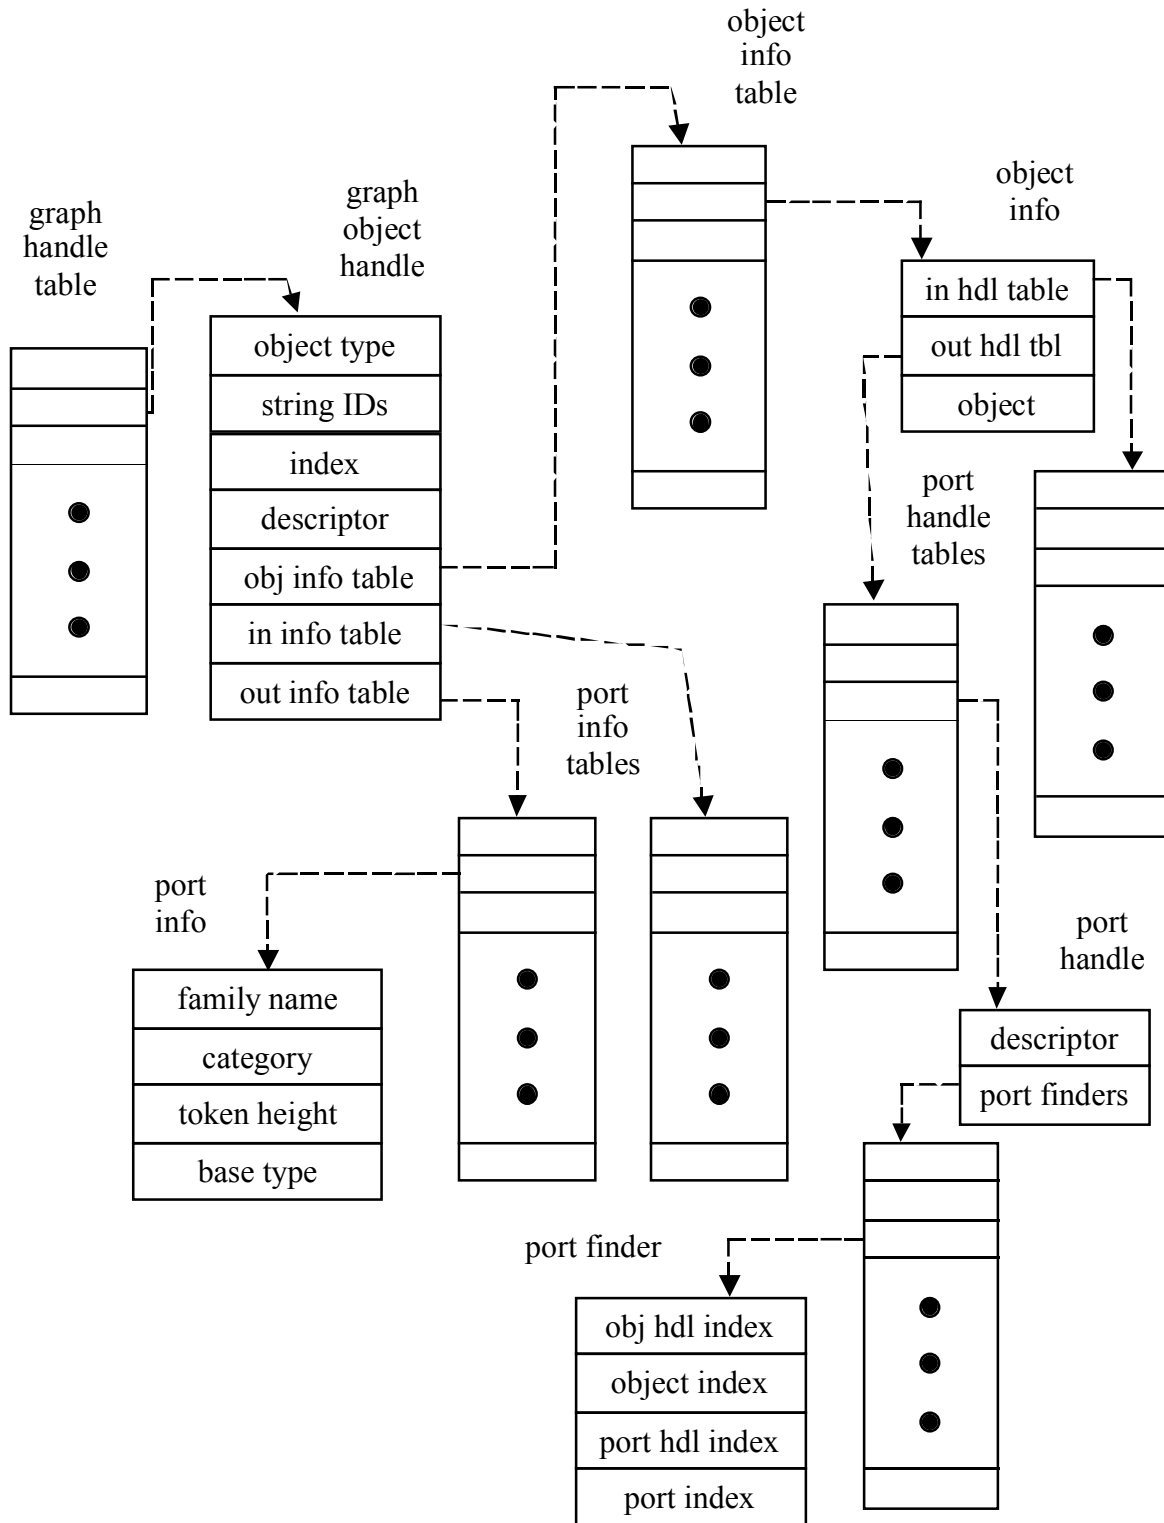 object
info
table
graph
handle
table
graph
object
handle
object
info
object type
string IDs
index
descriptor
obj info table
in info table
out info table
in hdl table
out hdl tbl
object
port
handle
tables
port
info
tables
port
info
family name
category
token height
base type
port
handle
descriptor
port finders
port finder
obj hdl index
object index
port hdl index
port index